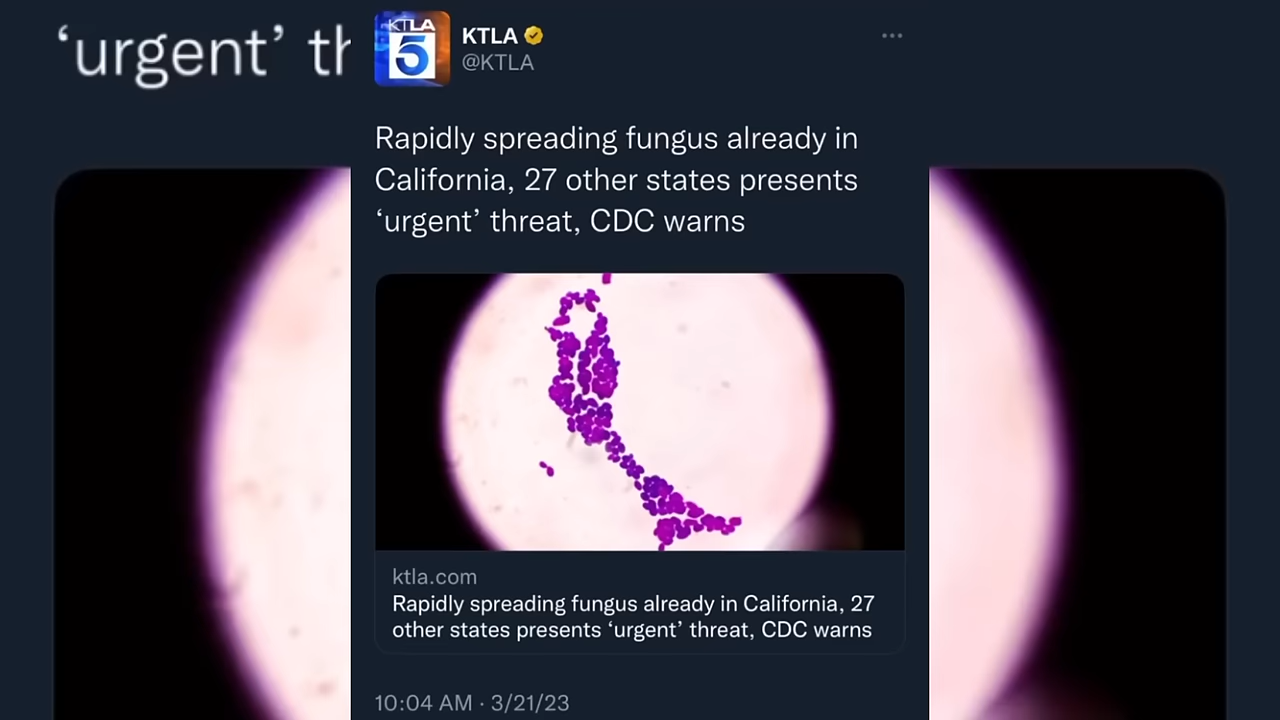 ‘urgent’ th
KTLA
5
KTLA
@KTLA
Rapidly spreading fungus already in
California, 27 other states presents
‘urgent’ threat, CDC warns
ktla.com
Rapidly spreading fungus already in California, 27
other states presents ‘urgent’ threat, CDC warns
10:04 AM · 3/21/23